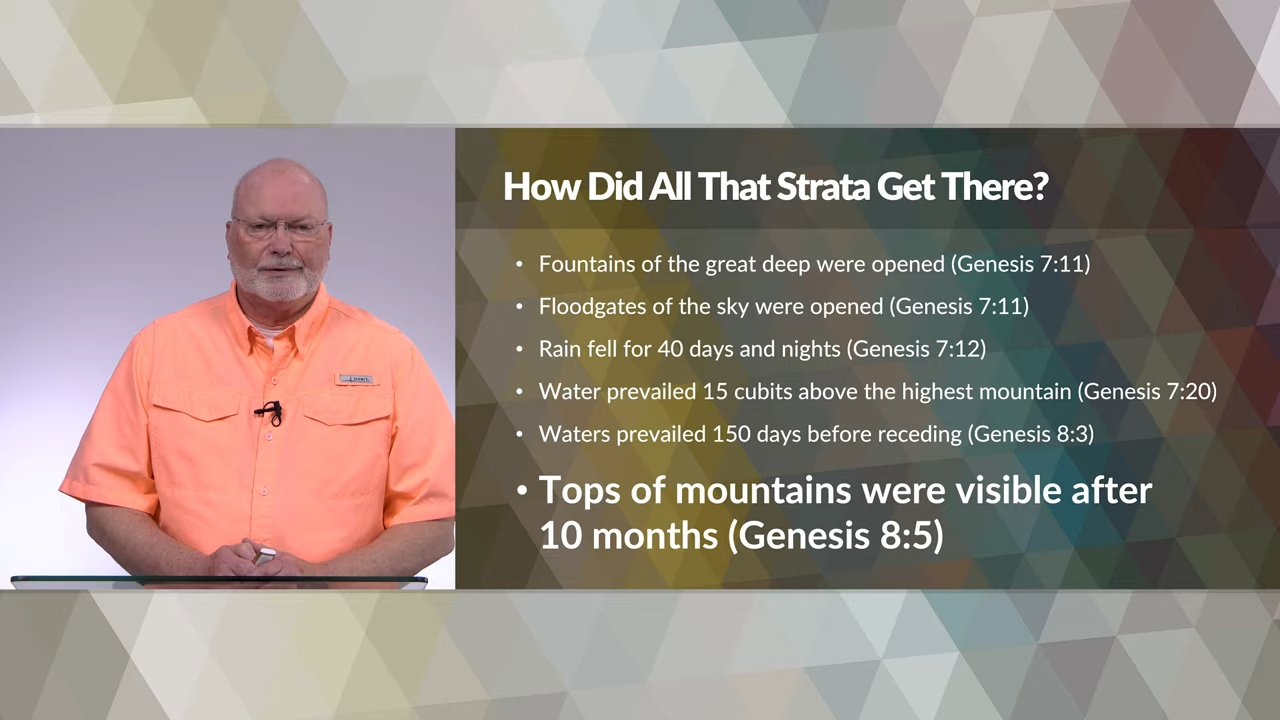 How Did All That Strata Get There?
• Fountains of the great deep were opened (Genesis 7:11)
• Floodgates of the sky were opened (Genesis 7:11)
• Rain fell for 40 days and nights (Genesis 7:12)
• Water prevailed 15 cubits above the highest mountain (Genesis 7:20)
• Waters prevailed 150 days before receding (Genesis 8:3)
• Tops of mountains were visible after
10 months (Genesis 8:5)